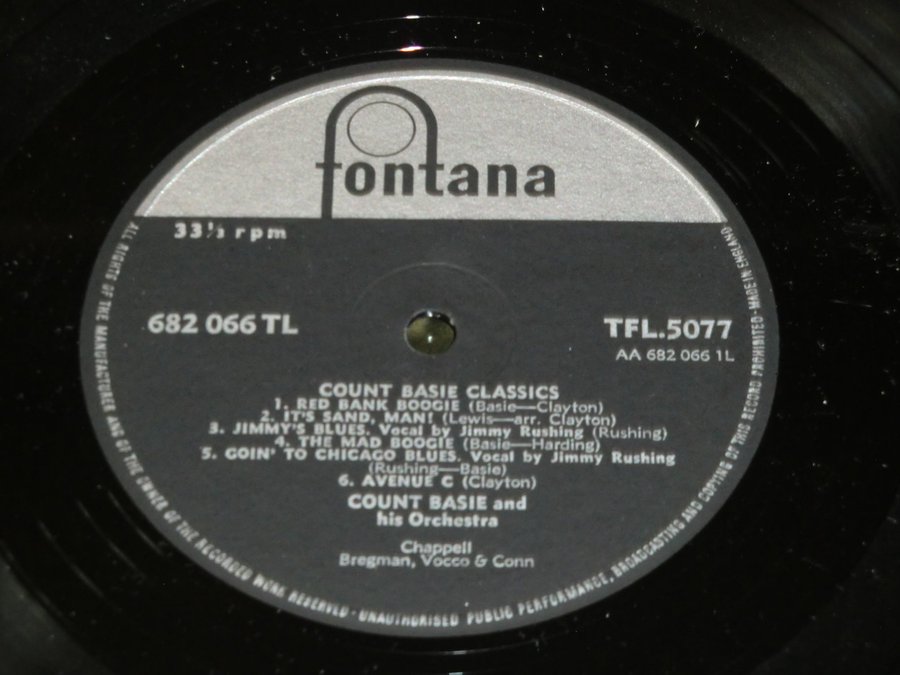 fontana
33⅓ rpm
682 066 TL
TFL.5077
AA 682 066 1L
COUNT BASIE CLASSICS
1. RED BANK BOOGIE (Basie—Clayton)
2. IT'S SAND, MAN! (Lewis—arr. Clayton)
3. JIMMY'S BLUES. Vocal by Jimmy Rushing (Rushing)
4. THE MAD BOOGIE (Basie—Harding)
5. GOIN' TO CHICAGO BLUES. Vocal by Jimmy Rushing
(Rushing—Basie)
6. AVENUE C (Clayton)
COUNT BASIE and
his Orchestra
Chappell
Bregman, Vocco & Conn
ALL RIGHTS OF THE MANUFACTURER AND OF THE OWNER OF THE RECORDED WORK RESERVED · UNAUTHORISED PUBLIC PERFORMANCE, BROADCASTING AND COPYING OF THIS RECORD PROHIBITED · MADE IN ENGLAND